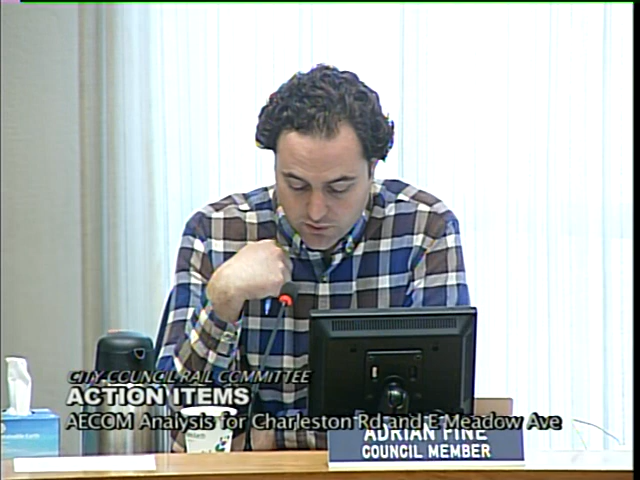 CITY COUNCIL RAIL COMMITTEE
ACTION ITEMS
AECOM Analysis for Charleston Rd and E Meadow Ave
ADRIAN FINE
COUNCIL MEMBER